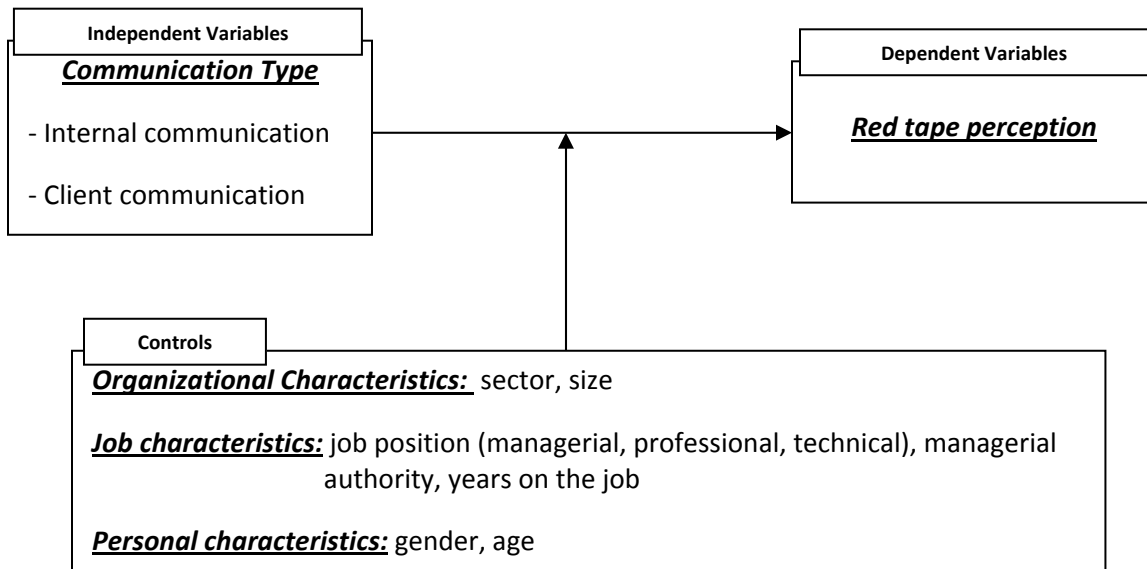 Independent Variables
Communication Type
- Internal communication
- Client communication
Dependent Variables
Red tape perception
Controls
Organizational Characteristics: sector, size
Job characteristics: job position (managerial, professional, technical), managerial
authority, years on the job
Personal characteristics: gender, age